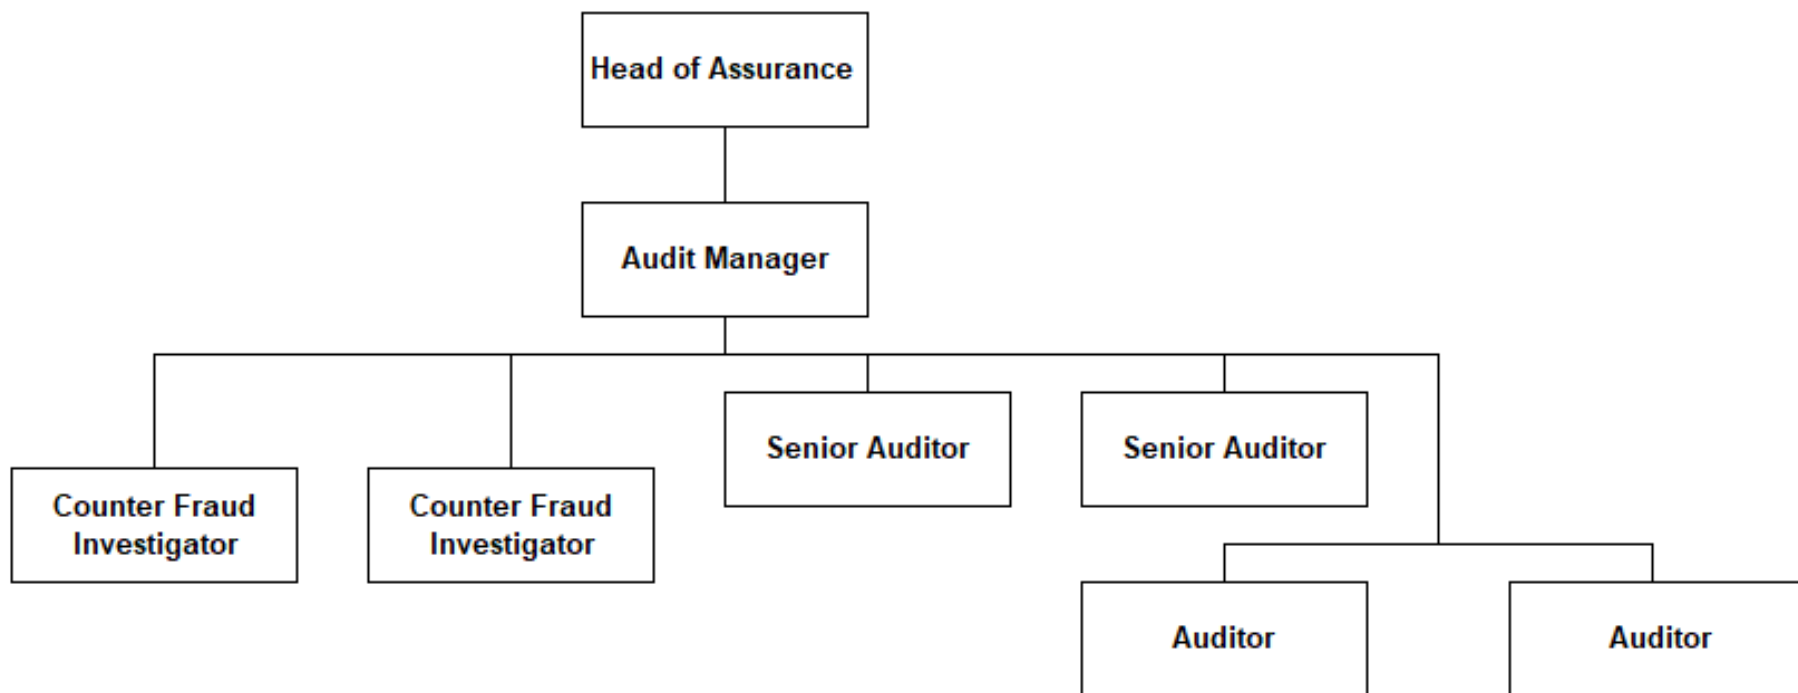 Head of Assurance
Audit Manager
Senior Auditor
Senior Auditor
Counter Fraud
Investigator
Counter Fraud
Investigator
Auditor
Auditor